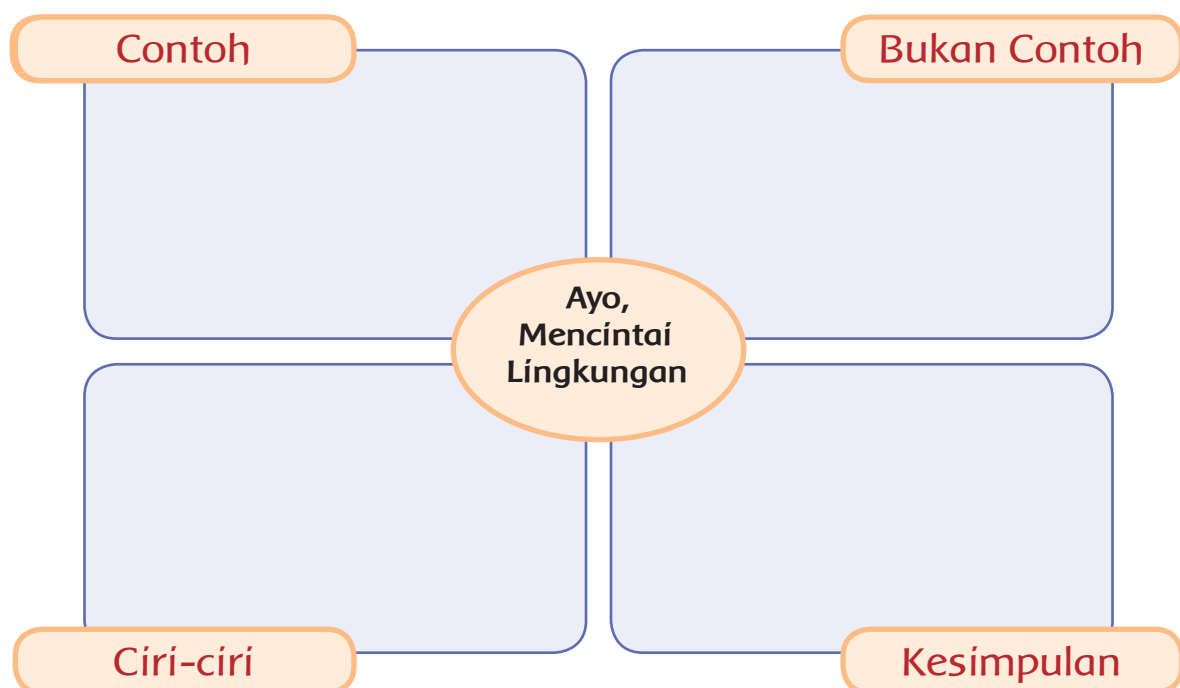 Contoh
Bukan Contoh
Ayo,
Mencintai
Lingkungan
Ciri-ciri
Kesimpulan